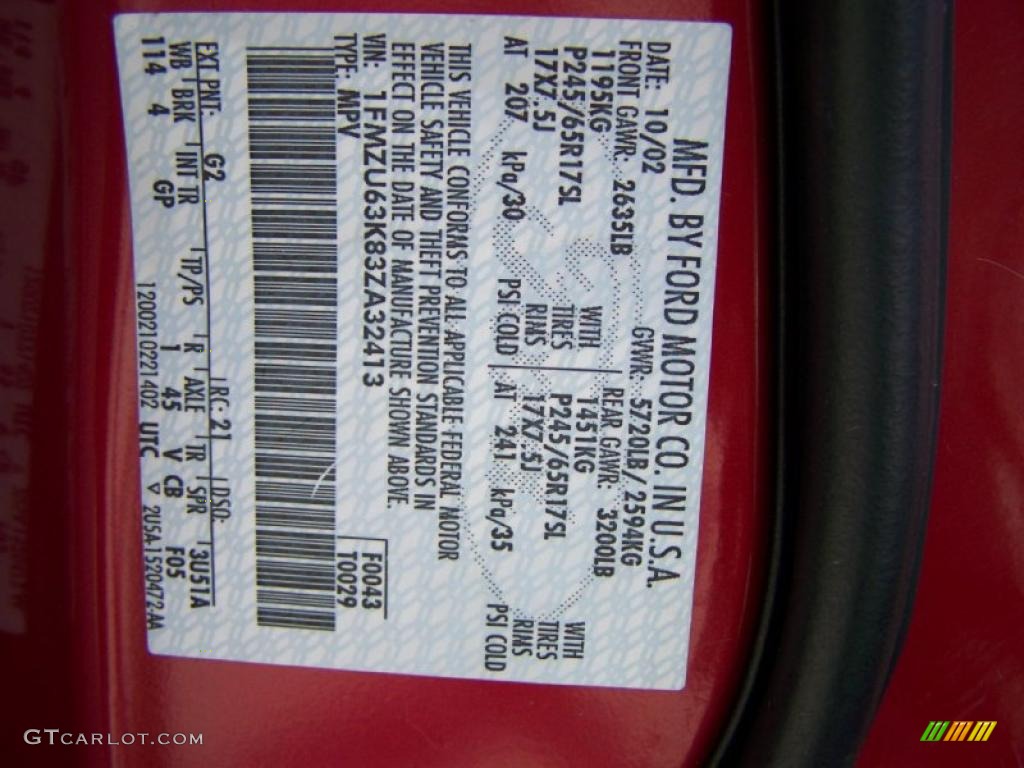 MFD. BY FORD MOTOR CO. IN U.S.A.
DATE: 10/02 GVWR: 5720LB / 2594KG
FRONT GAWR: 2635LB REAR GAWR: 3200LB
1195KG WITH 1451KG WITH
P245/65R17SL TIRES P245/65R17SL TIRES
17X7.5J RIMS 17X7.5J RIMS
AT 207 kPa/30 PSI COLD AT 241 kPa/35 PSI COLD
THIS VEHICLE CONFORMS TO ALL APPLICABLE FEDERAL MOTOR
VEHICLE SAFETY AND THEFT PREVENTION STANDARDS IN
EFFECT ON THE DATE OF MANUFACTURE SHOWN ABOVE.
VIN: 1FMZU63K83ZA32413 F0043
TYPE: MPV T0029
EXT PNT: G2 RC: 21 DSO: 3U51A
WB BRK INT TR TP/PS R AXLE TR SPR F05
114 4 GP 1 45 V CB
12002102214 02 UTC ▽ 2U5A1520472AA
GTCARLOT.COM